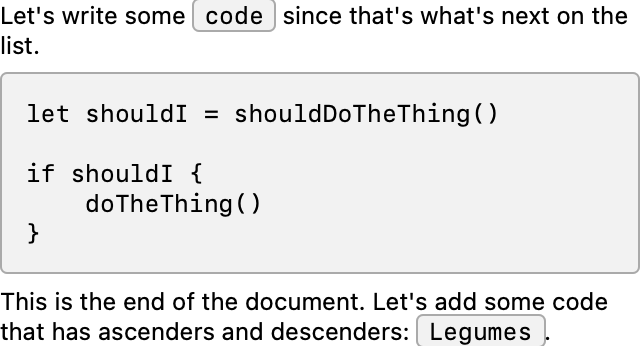 Let's write some code since that's what's next on the
list.
let shouldI = shouldDoTheThing()
if shouldI {
    doTheThing()
}
This is the end of the document. Let's add some code
that has ascenders and descenders: Legumes.